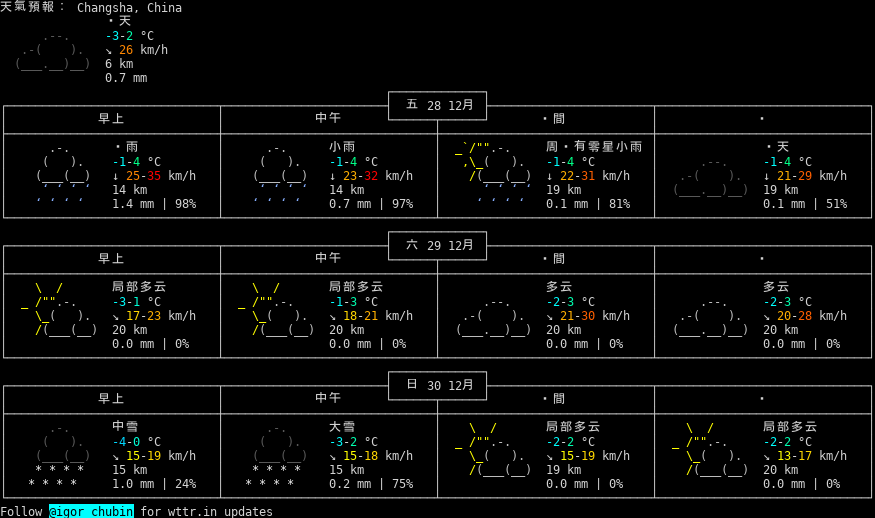 天氣預報： Changsha, China
・天
-3-2 °C
↘ 26 km/h
6 km
0.7 mm
五 28 12月
早上 中午 ・間 ・
・雨 小雨 周・有零星小雨 ・天
-1-4 °C -1-4 °C -1-4 °C -1-4 °C
↓ 25-35 km/h ↓ 23-32 km/h ↓ 22-31 km/h ↓ 21-29 km/h
14 km 14 km 19 km 19 km
1.4 mm | 98% 0.7 mm | 97% 0.1 mm | 81% 0.1 mm | 51%
六 29 12月
早上 中午 ・間 ・
局部多云 局部多云 多云 多云
-3-1 °C -1-3 °C -2-3 °C -2-3 °C
↘ 17-23 km/h ↘ 18-21 km/h ↘ 21-30 km/h ↘ 20-28 km/h
20 km 20 km 20 km 20 km
0.0 mm | 0% 0.0 mm | 0% 0.0 mm | 0% 0.0 mm | 0%
日 30 12月
早上 中午 ・間 ・
中雪 大雪 局部多云 局部多云
-4-0 °C -3-2 °C -2-2 °C -2-2 °C
↘ 15-19 km/h ↘ 15-18 km/h ↘ 15-19 km/h ↘ 13-17 km/h
15 km 15 km 19 km 20 km
1.0 mm | 24% 0.2 mm | 75% 0.0 mm | 0% 0.0 mm | 0%
Follow @igor_chubin for wttr.in updates